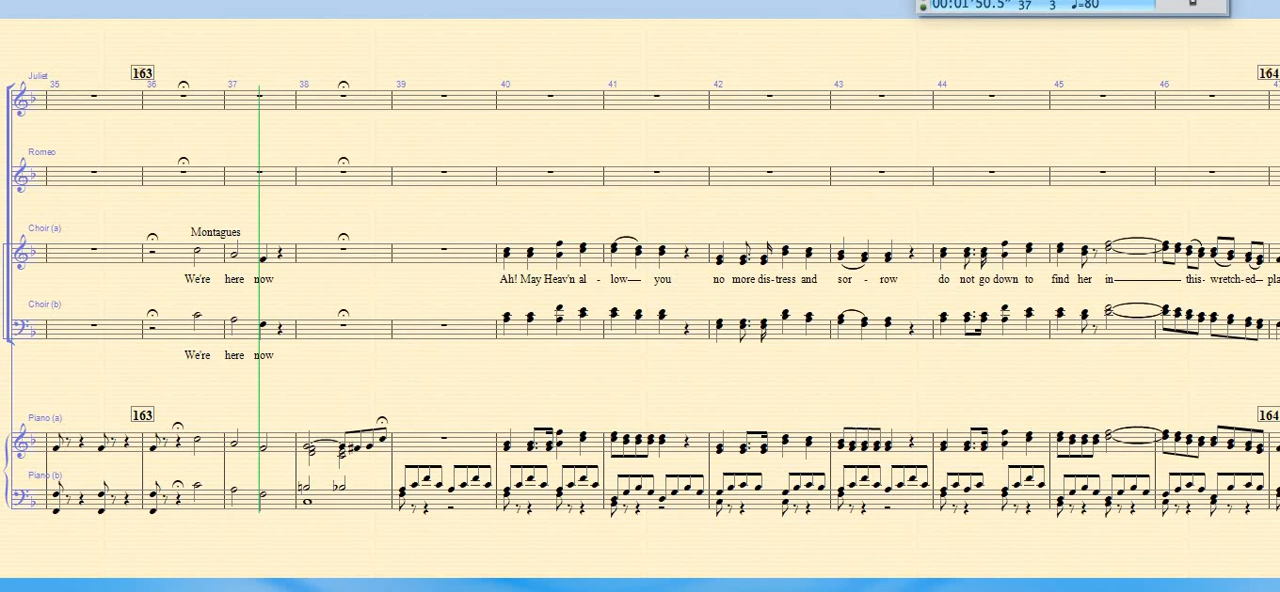 00:01'50.5" 37 3 ♩=80
Juliet
163
164
35 36 37 38 39 40 41 42 43 44 45 46
Romeo
Choir (a)
Montagues
We're here now Ah! May Heav'n al - low— you no more dis-tress and sor - row do not go down to find her in— this- wretch-ed-
Choir (b)
We're here now
163
164
Piano (a)
Piano (b)